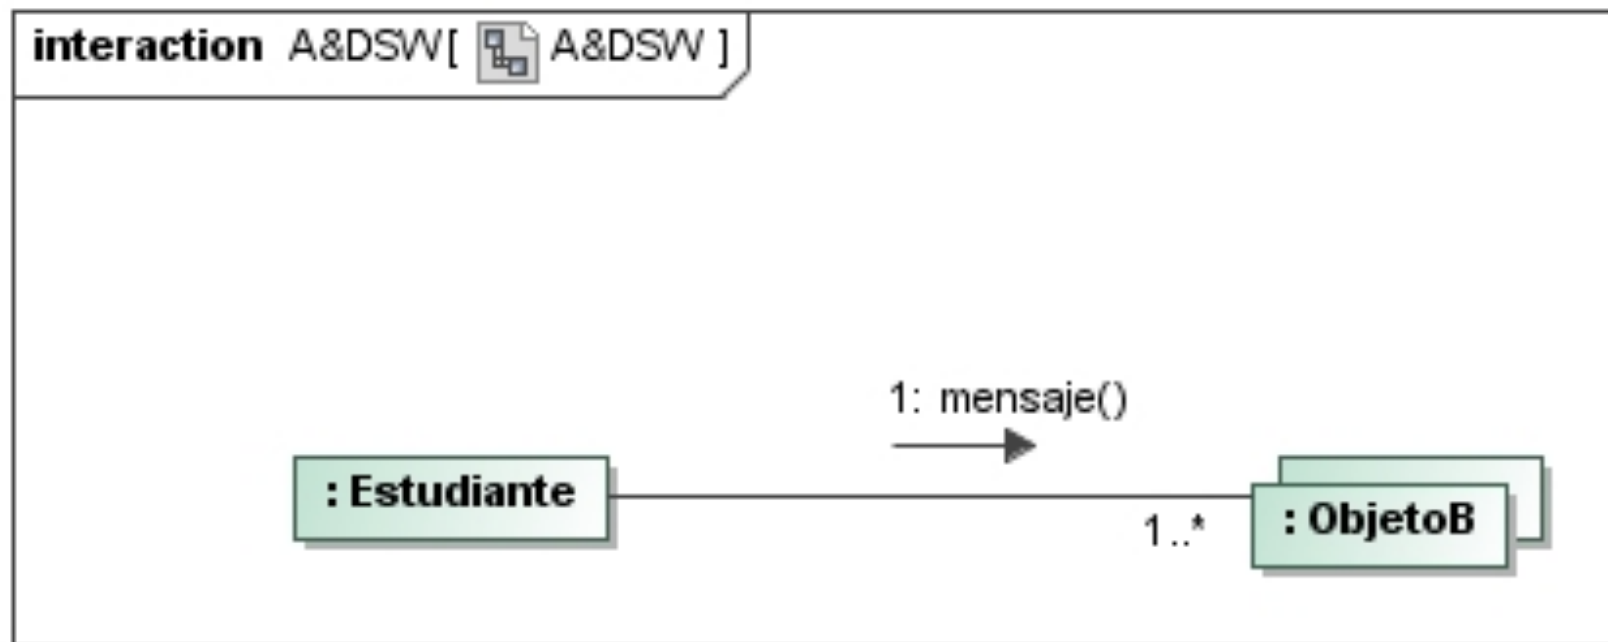 interaction A&DSW[ A&DSW ]
1: mensaje()
: Estudiante
1..*
: ObjetoB